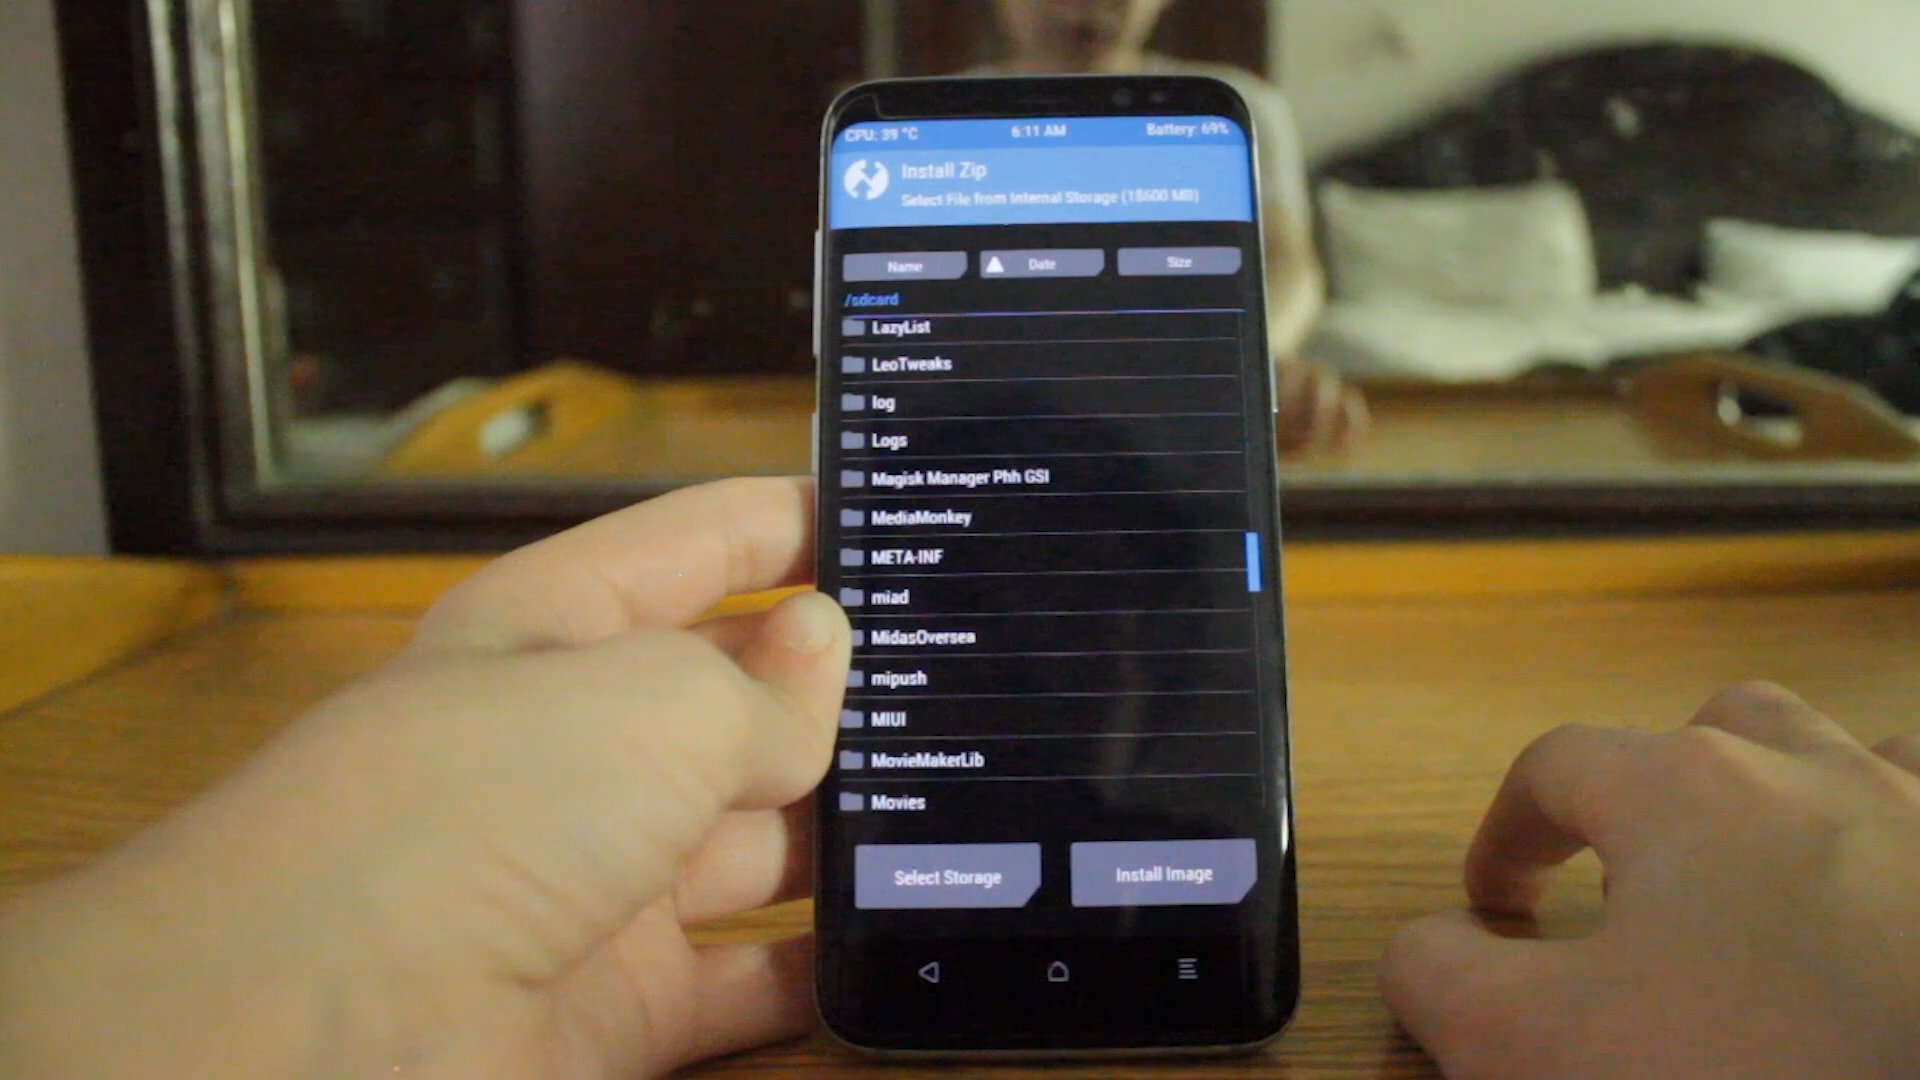 CPU: 39 °C 6:11 AM Battery: 69%
Install Zip
Select File from Internal Storage (18600 MB)
Name Date Size
/sdcard
LazyList
LeoTweaks
log
Logs
Magisk Manager Phh GSI
MediaMonkey
META-INF
miad
MidasOversea
mipush
MIUI
MovieMakerLib
Movies
Select Storage Install Image